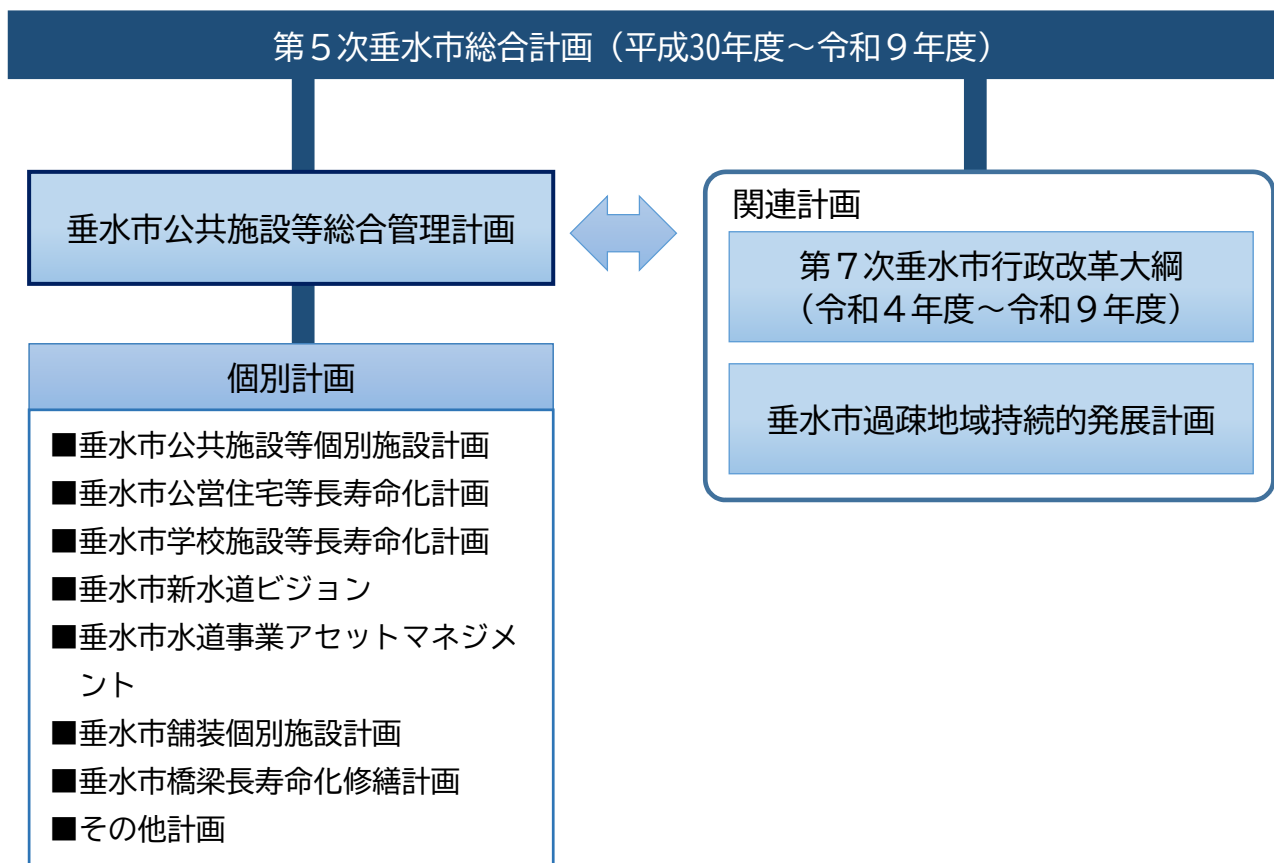 第５次垂水市総合計画（平成30年度～令和９年度）
垂水市公共施設等総合管理計画
関連計画
第７次垂水市行政改革大綱
（令和４年度～令和９年度）
垂水市過疎地域持続的発展計画
個別計画
■垂水市公共施設等個別施設計画
■垂水市公営住宅等長寿命化計画
■垂水市学校施設等長寿命化計画
■垂水市新水道ビジョン
■垂水市水道事業アセットマネジメ
ント
■垂水市舗装個別施設計画
■垂水市橋梁長寿命化修繕計画
■その他計画